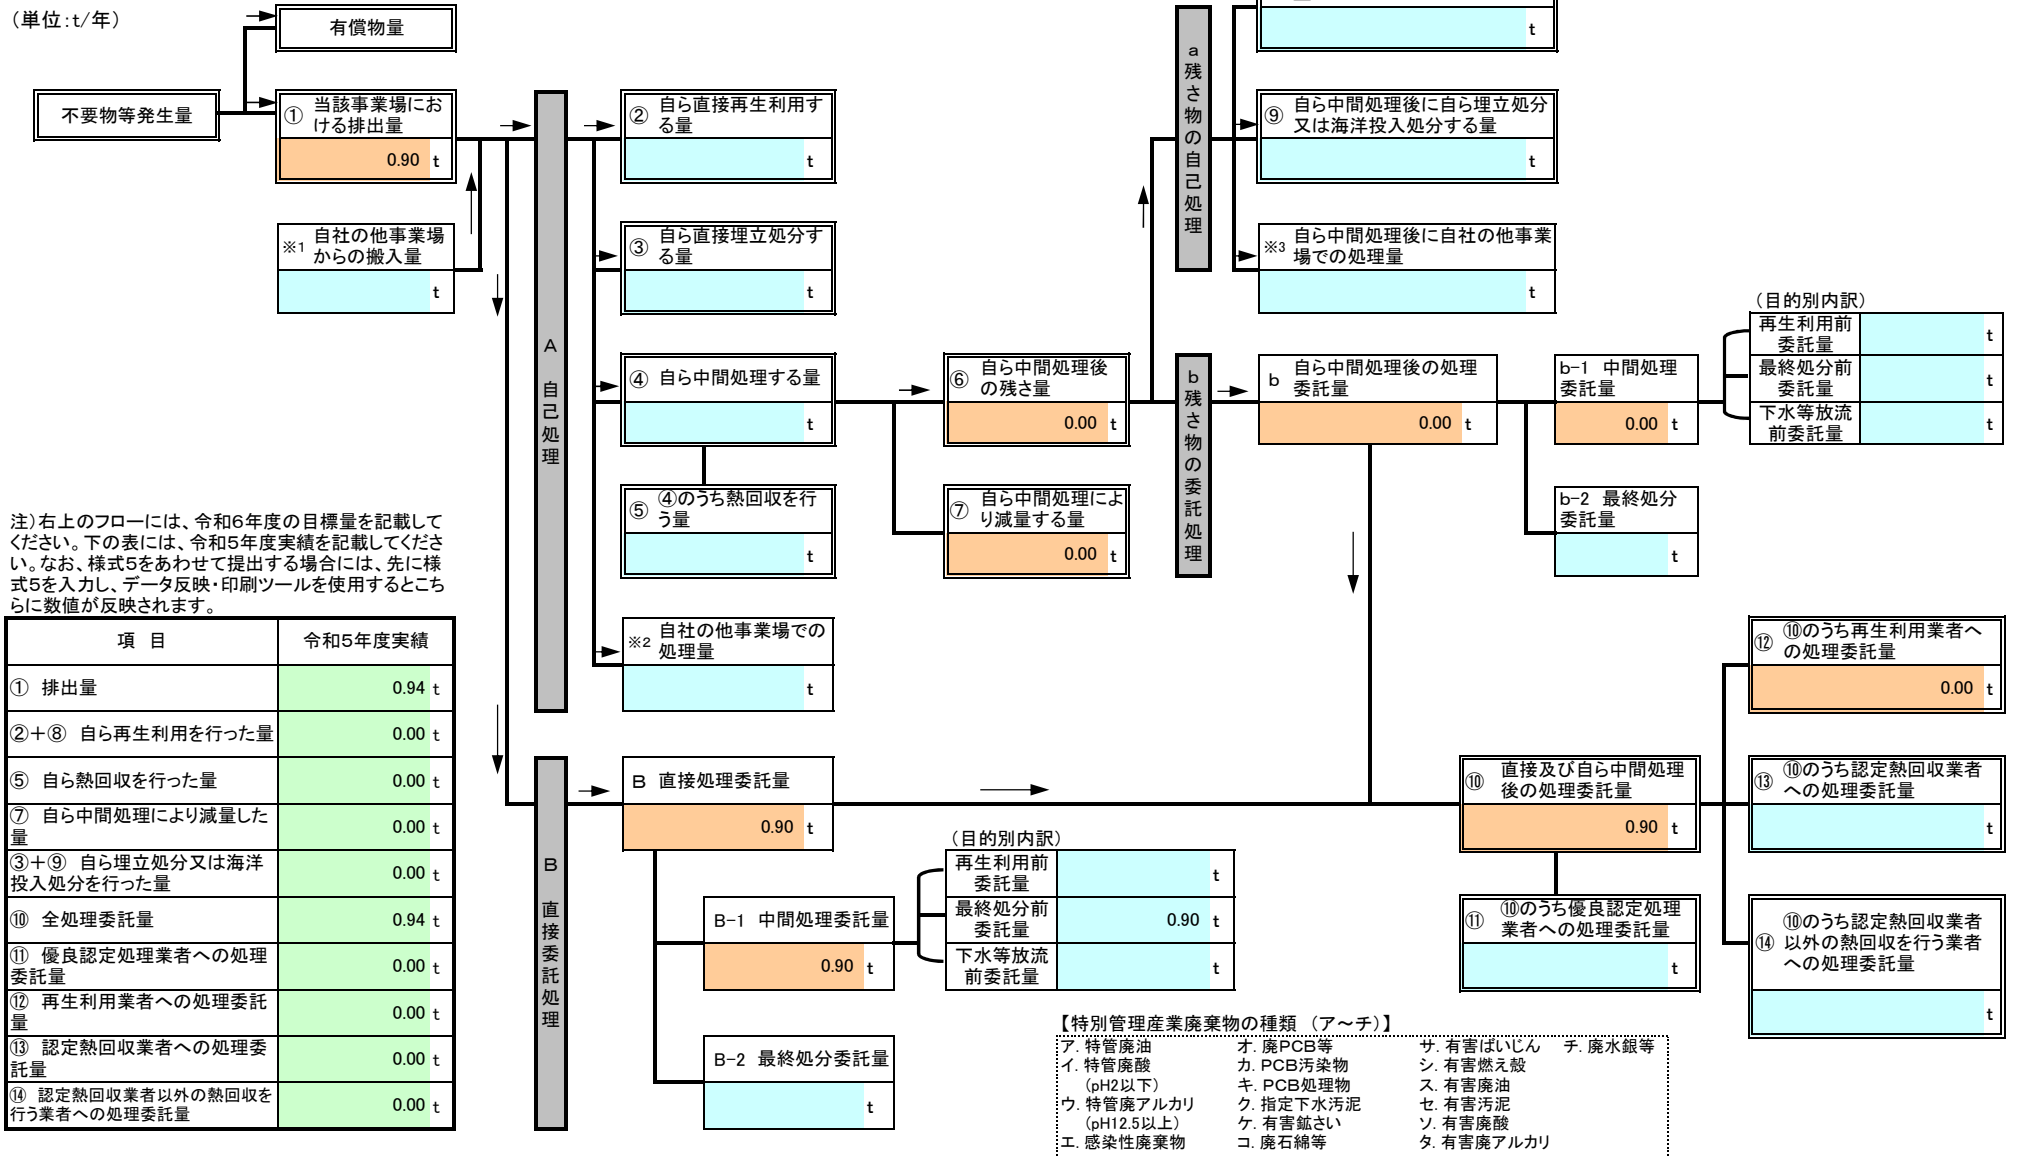 （単位：t/年）
有償物量
不要物等発生量
① 当該事業場にお
ける排出量
0.90 t
※1 自社の他事業場
からの搬入量
t
A 自己処理
② 自ら直接再生利用す
る量
t
③ 自ら直接埋立処分す
る量
t
④ 自ら中間処理する量
t
⑤ ④のうち熱回収を行
う量
t
※2 自社の他事業場での
処理量
t
⑥ 自ら中間処理後
の残さ量
0.00 t
⑦ 自ら中間処理によ
り減量する量
0.00 t
a残さ物の自己処理
t
⑨ 自ら中間処理後に自ら埋立処分
又は海洋投入処分する量
t
※3 自ら中間処理後に自社の他事業
場での処理量
t
b残さ物の委託処理
b 自ら中間処理後の処理
委託量
0.00 t
b-1 中間処理
委託量
0.00 t
（目的別内訳）
再生利用前
委託量
t
最終処分前
委託量
t
下水等放流
前委託量
t
b-2 最終処分
委託量
t
注）右上のフローには、令和6年度の目標量を記載して
ください。下の表には、令和5年度実績を記載してくださ
い。なお、様式5をあわせて提出する場合には、先に様
式5を入力し、データ反映・印刷ツールを使用するとこち
らに数値が反映されます。
項 目 令和5年度実績
① 排出量 0.94 t
②＋⑧ 自ら再生利用を行った量 0.00 t
⑤ 自ら熱回収を行った量 0.00 t
⑦ 自ら中間処理により減量した
量 0.00 t
③＋⑨ 自ら埋立処分又は海洋
投入処分を行った量 0.00 t
⑩ 全処理委託量 0.94 t
⑪ 優良認定処理業者への処理
委託量 0.00 t
⑫ 再生利用業者への処理委託
量 0.00 t
⑬ 認定熱回収業者への処理委
託量 0.00 t
⑭ 認定熱回収業者以外の熱回収を
行う業者への処理委託量 0.00 t
B 直接委託処理
B 直接処理委託量
0.90 t
B-1 中間処理委託量
0.90 t
（目的別内訳）
再生利用前
委託量
t
最終処分前
委託量
0.90 t
下水等放流
前委託量
t
B-2 最終処分委託量
t
⑩ 直接及び自ら中間処理
後の処理委託量
0.90 t
⑪ ⑩のうち優良認定処理
業者への処理委託量
t
⑫ ⑩のうち再生利用業者へ
の処理委託量
0.00 t
⑬ ⑩のうち認定熱回収業者
への処理委託量
t
⑭ ⑩のうち認定熱回収業者
以外の熱回収を行う業者
への処理委託量
t
【特別管理産業廃棄物の種類 （ア～チ）】
ア. 特管廃油 オ. 廃PCB等 サ. 有害ばいじん チ. 廃水銀等
イ. 特管廃酸 カ. PCB汚染物 シ. 有害燃え殻
（pH2以下） キ. PCB処理物 ス. 有害廃油
ウ. 特管廃アルカリ ク. 指定下水汚泥 セ. 有害汚泥
（pH12.5以上） ケ. 有害鉱さい ソ. 有害廃酸
エ. 感染性廃棄物 コ. 廃石綿等 タ. 有害廃アルカリ